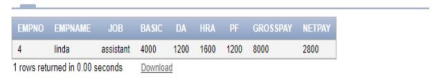 EMPNO EMPNAME JOB BASIC DA HRA PF GROSSPAY NETPAY
4 linda assistant 4000 1200 1600 1200 8000 2800
1 rows returned in 0.00 seconds Download